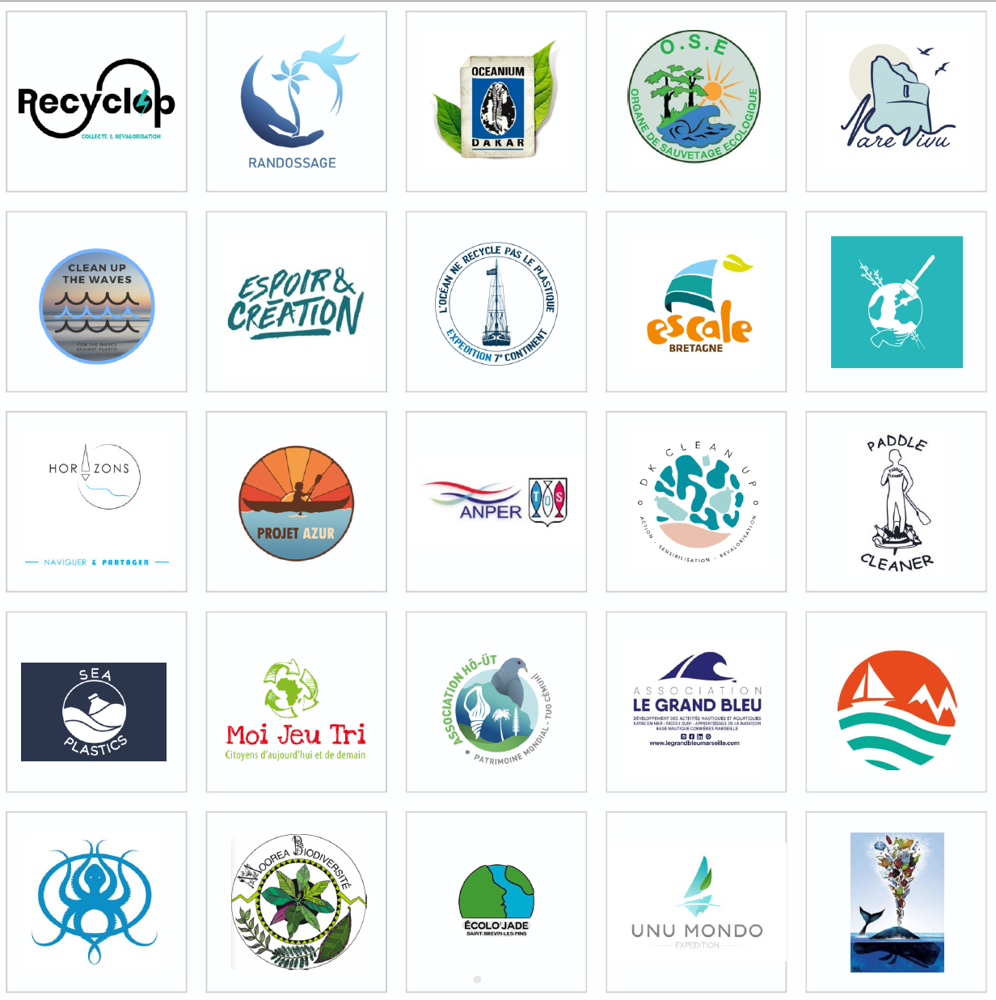 Recyclop
COLLECTE & REVALORISATION
RANDOSSAGE
OCEANIUM
DAKAR
O.S.E
ORGANE DE SAUVETAGE ECOLOGIQUE
Mare Vivu
CLEAN UP
THE WAVES
FOR THE WAVES
AGAINST PLASTIC
ESPOIR &
CRÉATION
L'OCÉAN NE RECYCLE PAS LE PLASTIQUE
EXPEDITION 7e CONTINENT
escale
BRETAGNE
HORIZONS
NAVIGUER & PARTAGER
PROJET AZUR
ANPER
TOS
DK CLEAN UP
ACTION - SENSIBILISATION - REVALORISATION
PADDLE
PADDLE
CLEANER
CLEANER
SEA
PLASTICS
Moi Jeu Tri
Citoyens d'aujourd'hui et de demain
ASSOCIATION HÔ-ÜT
PATRIMOINE MONDIAL - TUO CÈMUHÎ
ASSOCIATION
LE GRAND BLEU
DÉVELOPPEMENT DES ACTIVITÉS NAUTIQUES ET AQUATIQUES
KAYAK EN MER - PADDLE SURF - APPRENTISSAGE DE LA NATATION
BASE NAUTIQUE CORBIÈRES MARSEILLE
www.legrandbleumarseille.com
MOOREA BIODIVERSITÉ
ÉCOLO'JADE
SAINT-BREVIN-LES-PINS
UNU MONDO
EXPEDITION